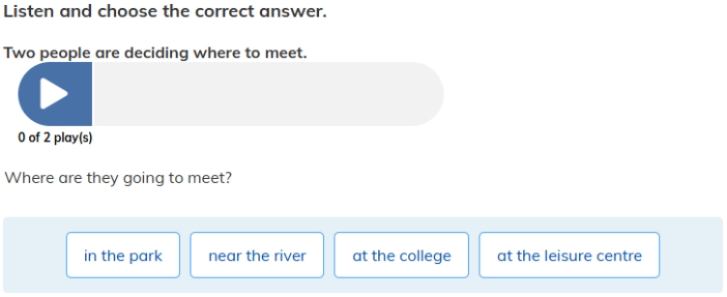 Listen and choose the correct answer.
Two people are deciding where to meet.
0 of 2 play(s)
Where are they going to meet?
in the park
near the river
at the college
at the leisure centre